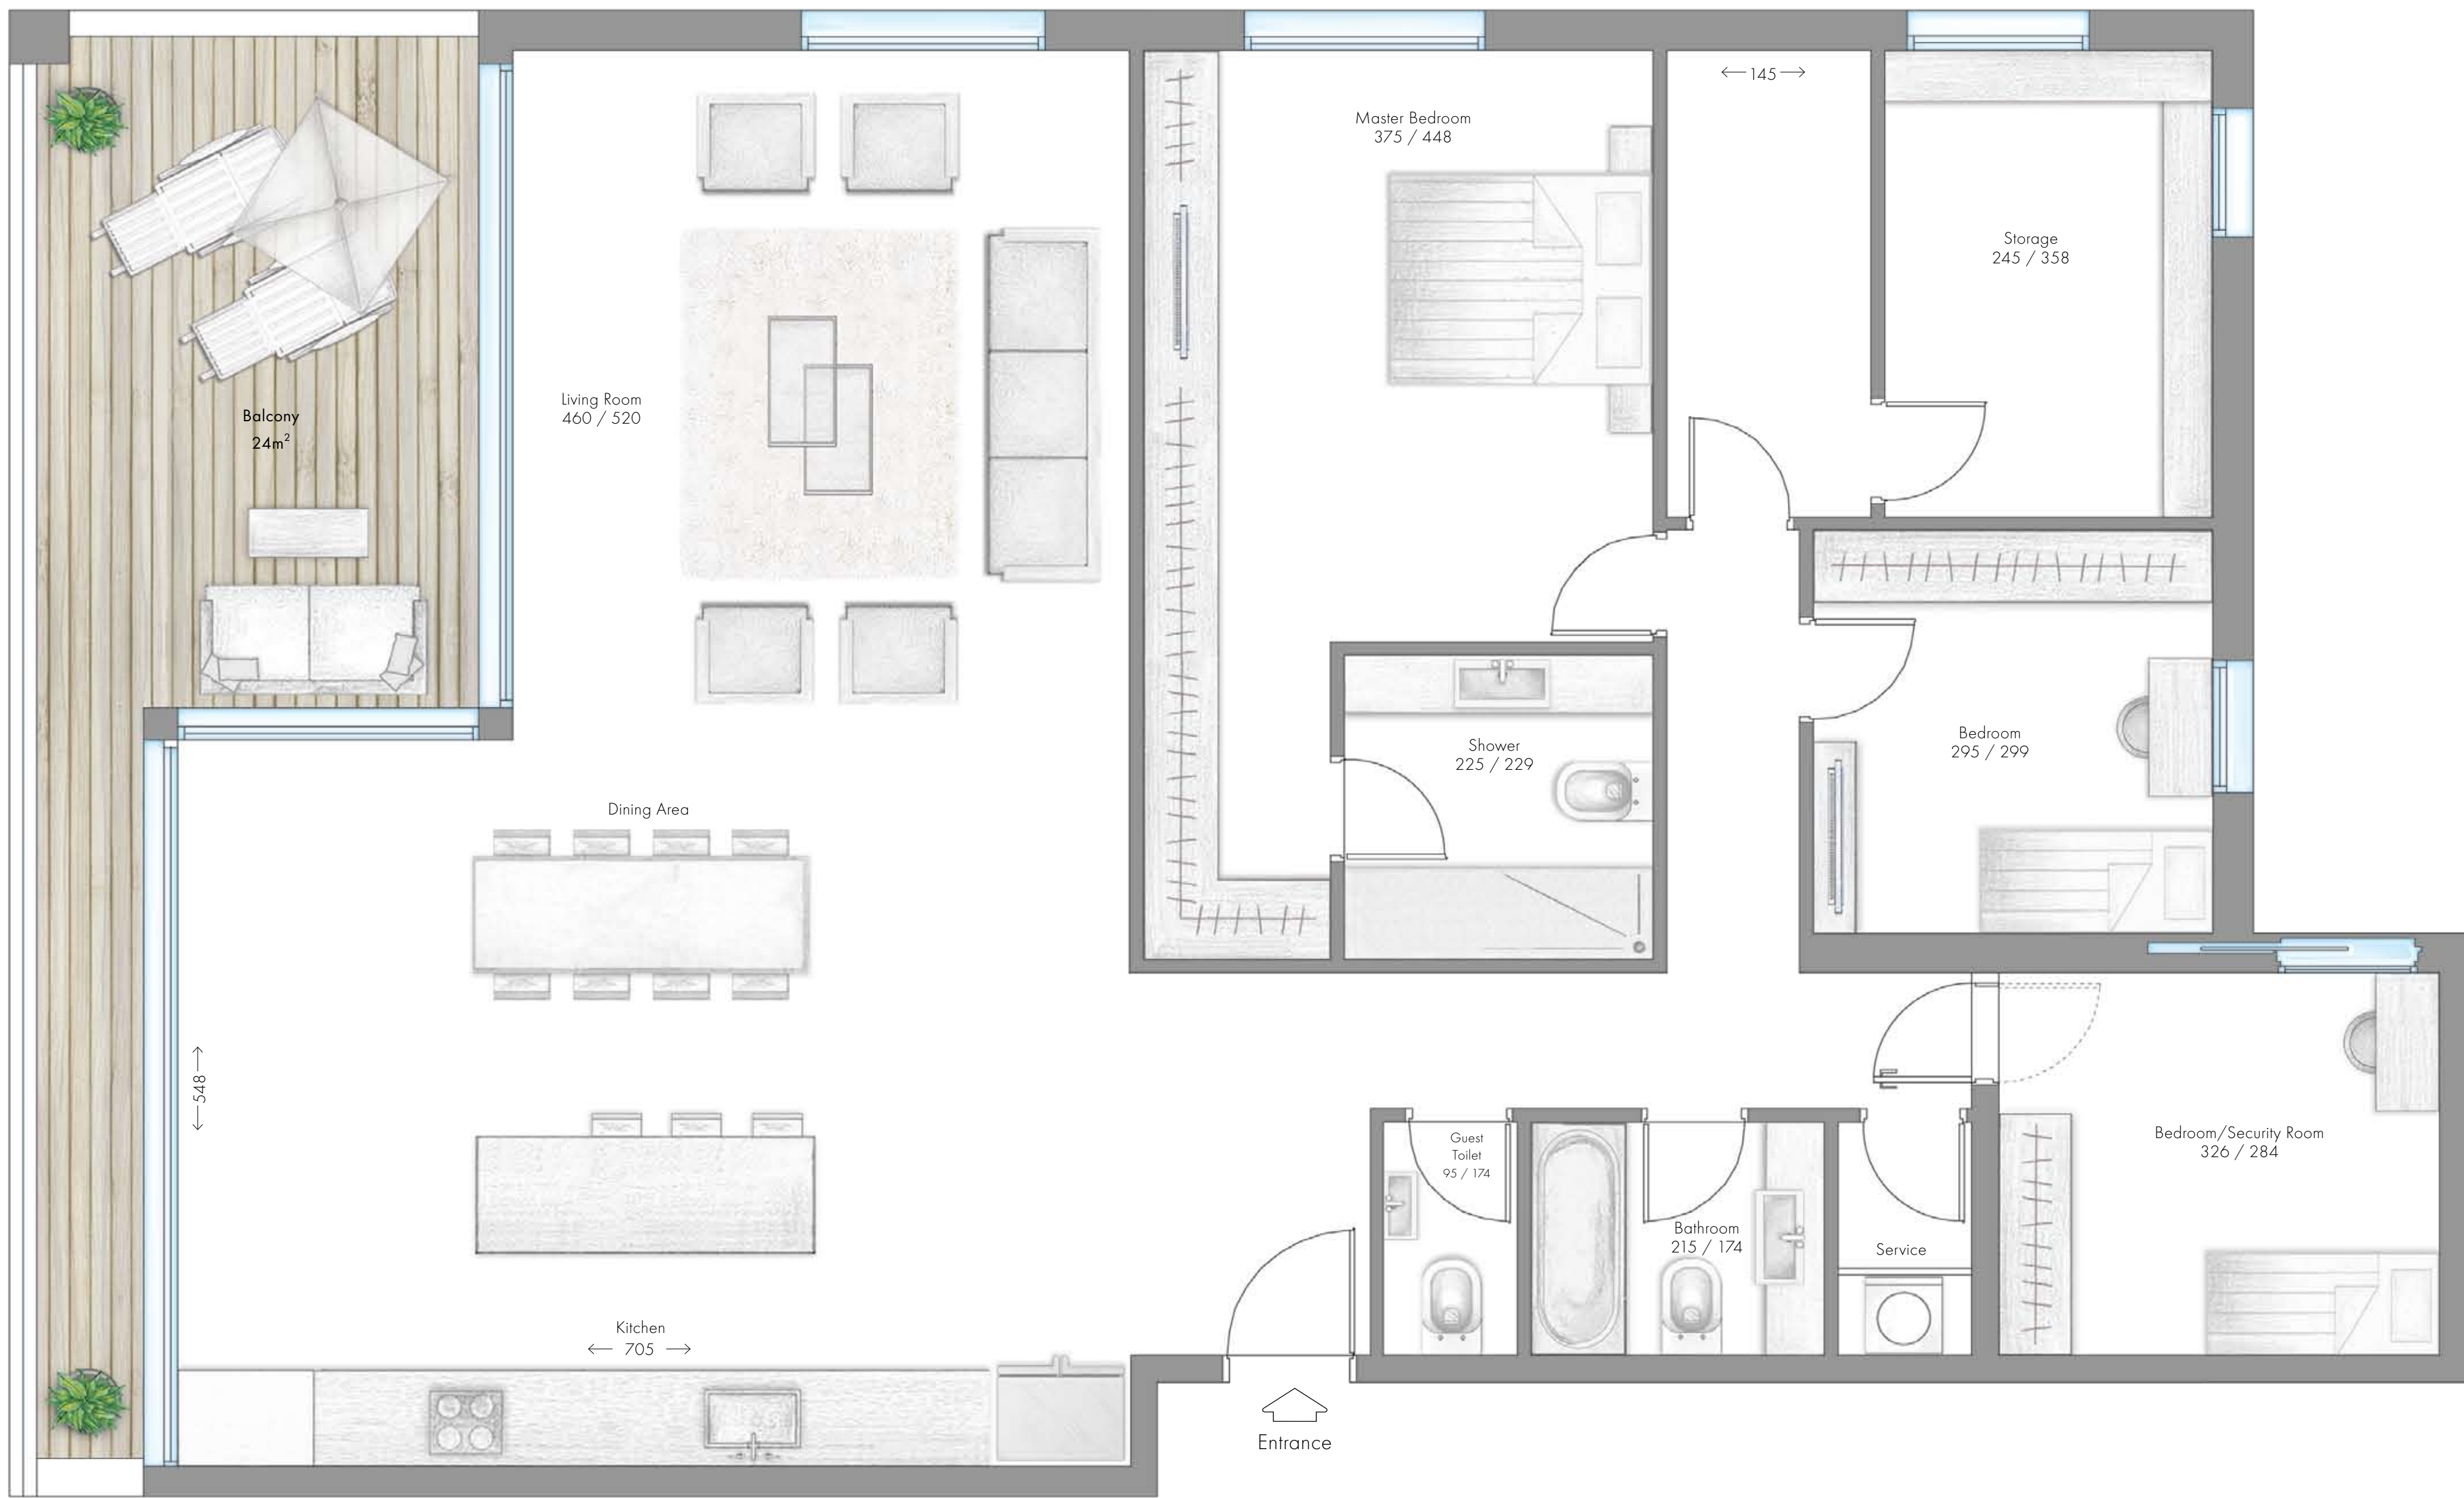 145
Master Bedroom
375 / 448
Storage
245 / 358
Living Room
460 / 520
Balcony
24m²
Bedroom
295 / 299
Shower
225 / 229
Dining Area
548
Guest
Toilet
95 / 174
Bedroom/Security Room
326 / 284
Bathroom
215 / 174
Service
Kitchen
705
Entrance